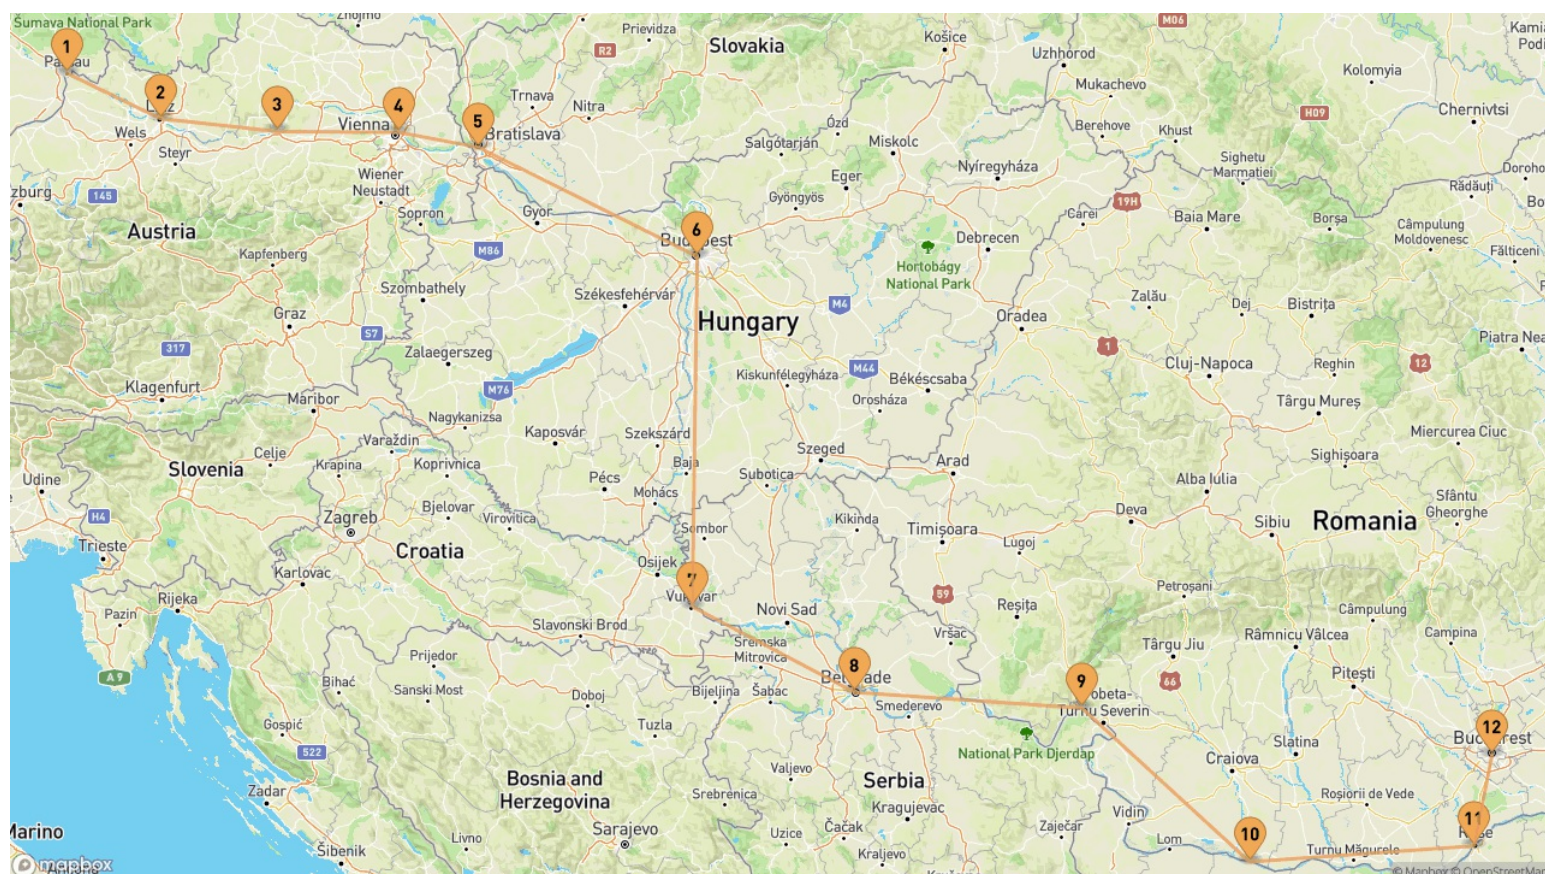 Šumava National Park
Znojmo
Prievidza
R2
Slovakia
Košice
M06
Uzhhorod
Mukachevo
Kolomyia
Chernivtsi
H09
1
2
3
4
5
6
7
8
9
10
11
12
Wels
Steyr
Vienna
Bratislava
Trnava
Nitra
Ózd
Salgótarján
Miskolc
Berehove
Khust
Sighetu
Marmatiei
Rădăuți
Nyíregyháza
Eger
Gyöngyös
Wiener
Neustadt
Sopron
Gyor
145
19H
Carei
Baia Mare
Borșa
Câmpulung
Moldovenesc
Fălticeni
Austria
Kapfenberg
M86
Debrecen
Hortobágy
National Park
Szombathely
Székesfehérvár
M4
Zalău
Dej
Bistrița
Graz
S7
Hungary
Oradea
317
Zalaegerszeg
1
12
Cluj-Napoca
Reghin
Klagenfurt
M76
Kiskunfélegyháza
M44
Békéscsaba
Orosháza
Maribor
Nagykanizsa
Târgu Mureș
Miercurea Ciuc
Varaždin
Kaposvár
Szekszárd
Szeged
Sighișoara
Slovenia
Celje
Krapina
Koprivnica
Baja
Subotica
Arad
Alba Iulia
Udine
Pécs
Mohács
Sfântu
Gheorghe
H4
Zagreb
Bjelovar
Virovitica
Sombor
Kikinda
Timișoara
Deva
Sibiu
Romania
Trieste
Croatia
Osijek
Lugoj
Karlovac
Petroșani
Rijeka
59
Reșița
Câmpulung
Pazin
Novi Sad
Slavonski Brod
Vršac
Târgu Jiu
Râmnicu Vâlcea
Campina
Sremska
Mitrovica
Prijedor
A 9
Bihać
Sanski Most
Doboj
Bijeljina
Šabac
Smederevo
66
Pitești
Turnu Severin
Gospić
Tuzla
National Park Djerdap
522
Craiova
Slatina
Bosnia and
Herzegovina
Valjevo
Serbia
Zadar
Srebrenica
Kragujevac
Vidin
Roșiorii de Vede
Sarajevo
Užice
Čačak
Zaječar
Lom
Šibenik
Livno
Kraljevo
Turnu Măgurele
mapbox
© Mapbox © OpenStreetMap